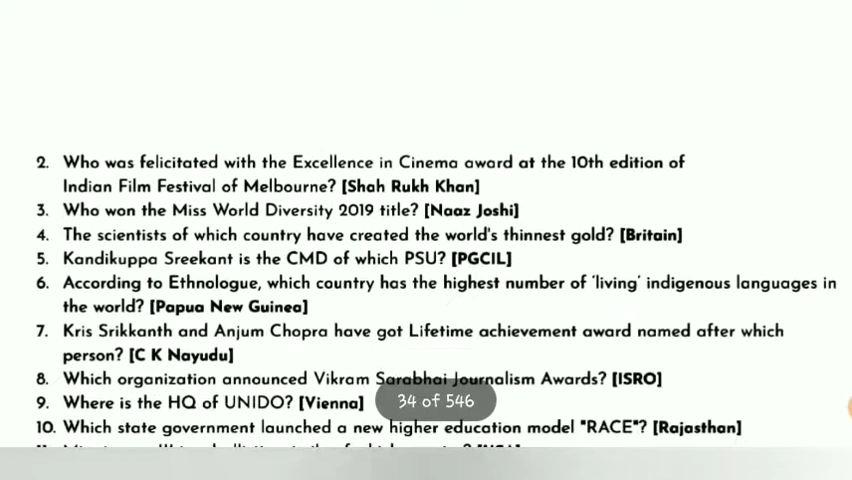 2. Who was felicitated with the Excellence in Cinema award at the 10th edition of
Indian Film Festival of Melbourne? [Shah Rukh Khan]
3. Who won the Miss World Diversity 2019 title? [Naaz Joshi]
4. The scientists of which country have created the world's thinnest gold? [Britain]
5. Kandikuppa Sreekant is the CMD of which PSU? [PGCIL]
6. According to Ethnologue, which country has the highest number of 'living' indigenous languages in
the world? [Papua New Guinea]
7. Kris Srikkanth and Anjum Chopra have got Lifetime achievement award named after which
person? [C K Nayudu]
8. Which organization announced Vikram Sarabhai Journalism Awards? [ISRO]
9. Where is the HQ of UNIDO? [Vienna]
34 of 546
10. Which state government launched a new higher education model "RACE"? [Rajasthan]